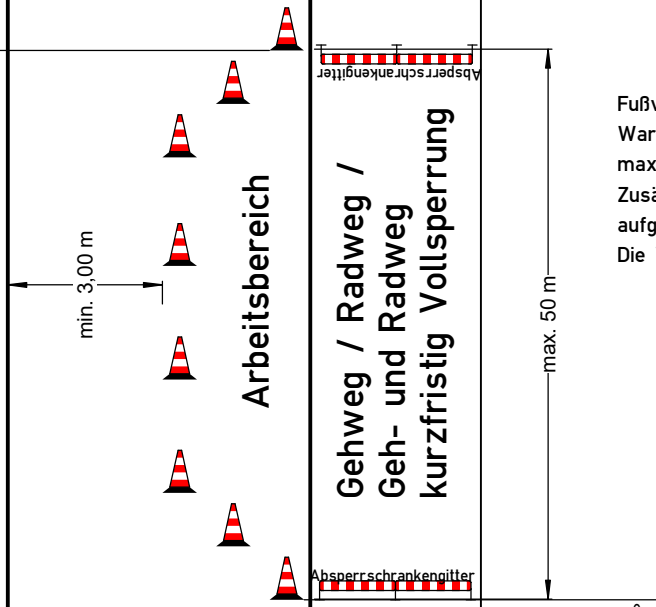 Absperrschrankengitter
min. 3,00 m
Arbeitsbereich
Gehweg / Radweg /
Geh- und Radweg
kurzfristig Vollsperrung
max. 50 m
Absperrschrankengitter
Die